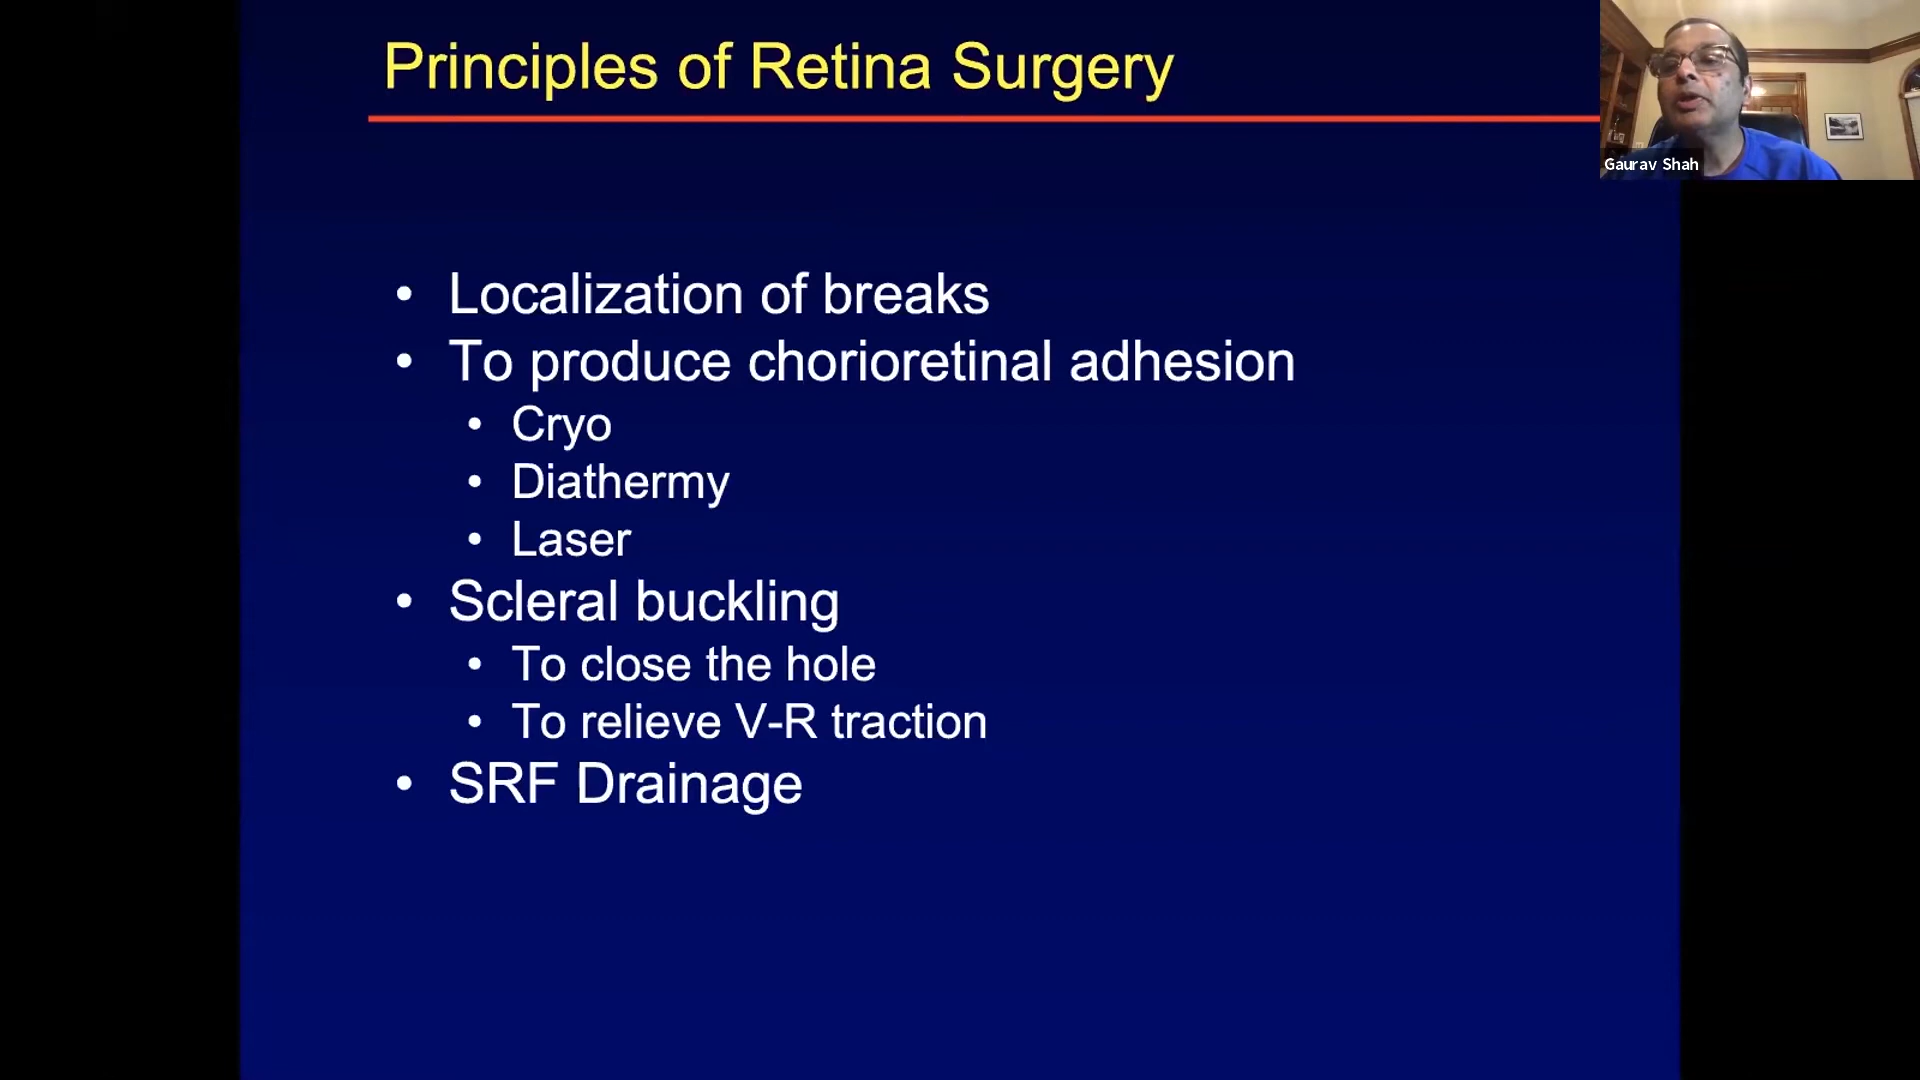 Principles of Retina Surgery
Gaurav Shah
• Localization of breaks
• To produce chorioretinal adhesion
• Cryo
• Diathermy
• Laser
• Scleral buckling
• To close the hole
• To relieve V-R traction
• SRF Drainage